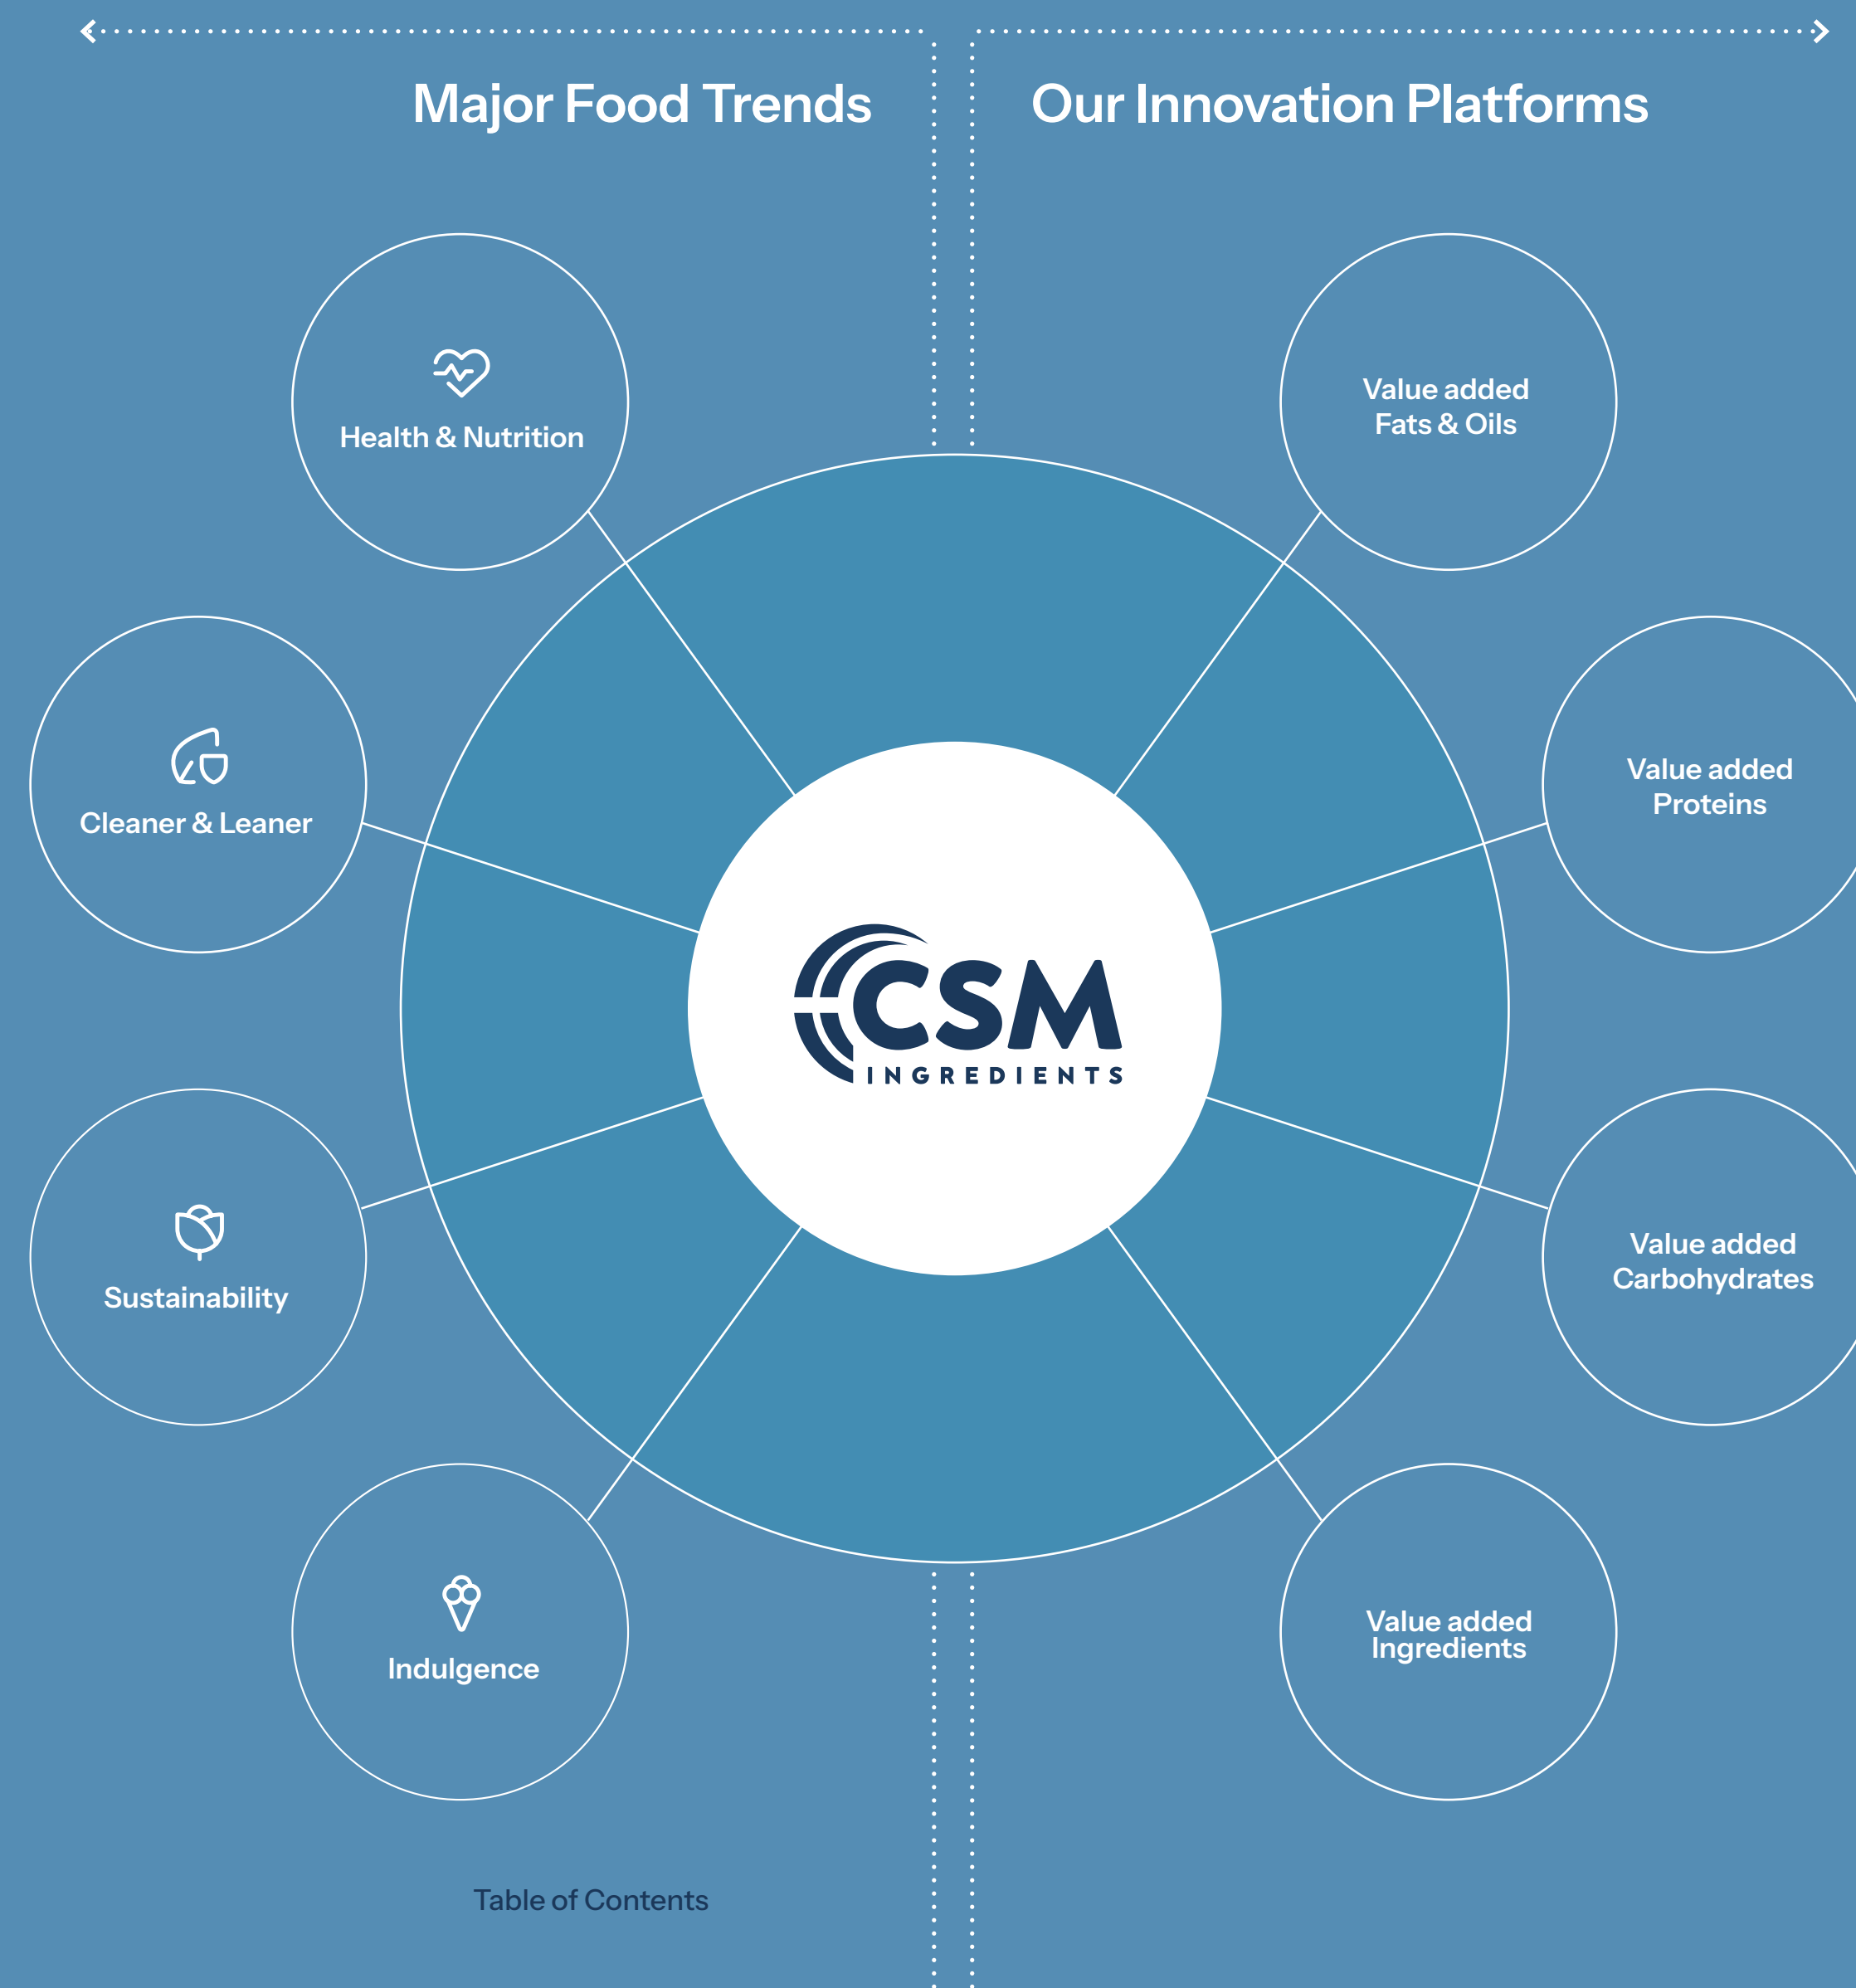 Major Food Trends
Our Innovation Platforms
Health & Nutrition
Cleaner & Leaner
Sustainability
Indulgence
CSM
INGREDIENTS
Value added
Fats & Oils
Value added
Proteins
Value added
Carbohydrates
Value added
Ingredients
Table of Contents